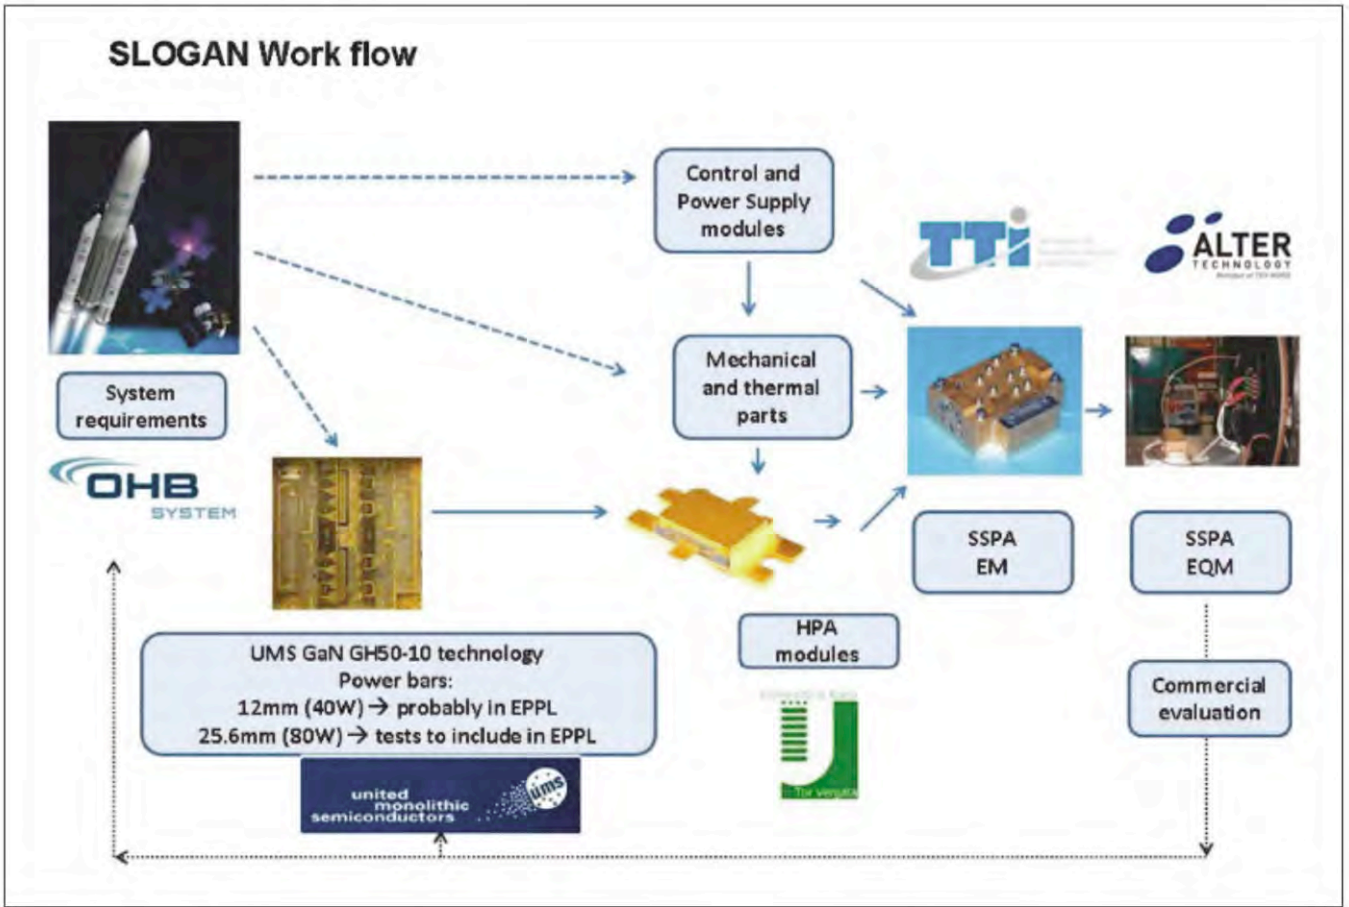 SLOGAN Work flow
Control and
Power Supply
modules
TTi
ALTER
TECHNOLOGY
Mechanical
and thermal
parts
System
requirements
OHB
SYSTEM
SSPA
EM
SSPA
EQM
HPA
modules
UMS GaN GH50-10 technology
Power bars:
12mm (40W) → probably in EPPL
25.6mm (80W) → tests to include in EPPL
Commercial
evaluation
united
monolithic
semiconductors
ums
Tor vergata